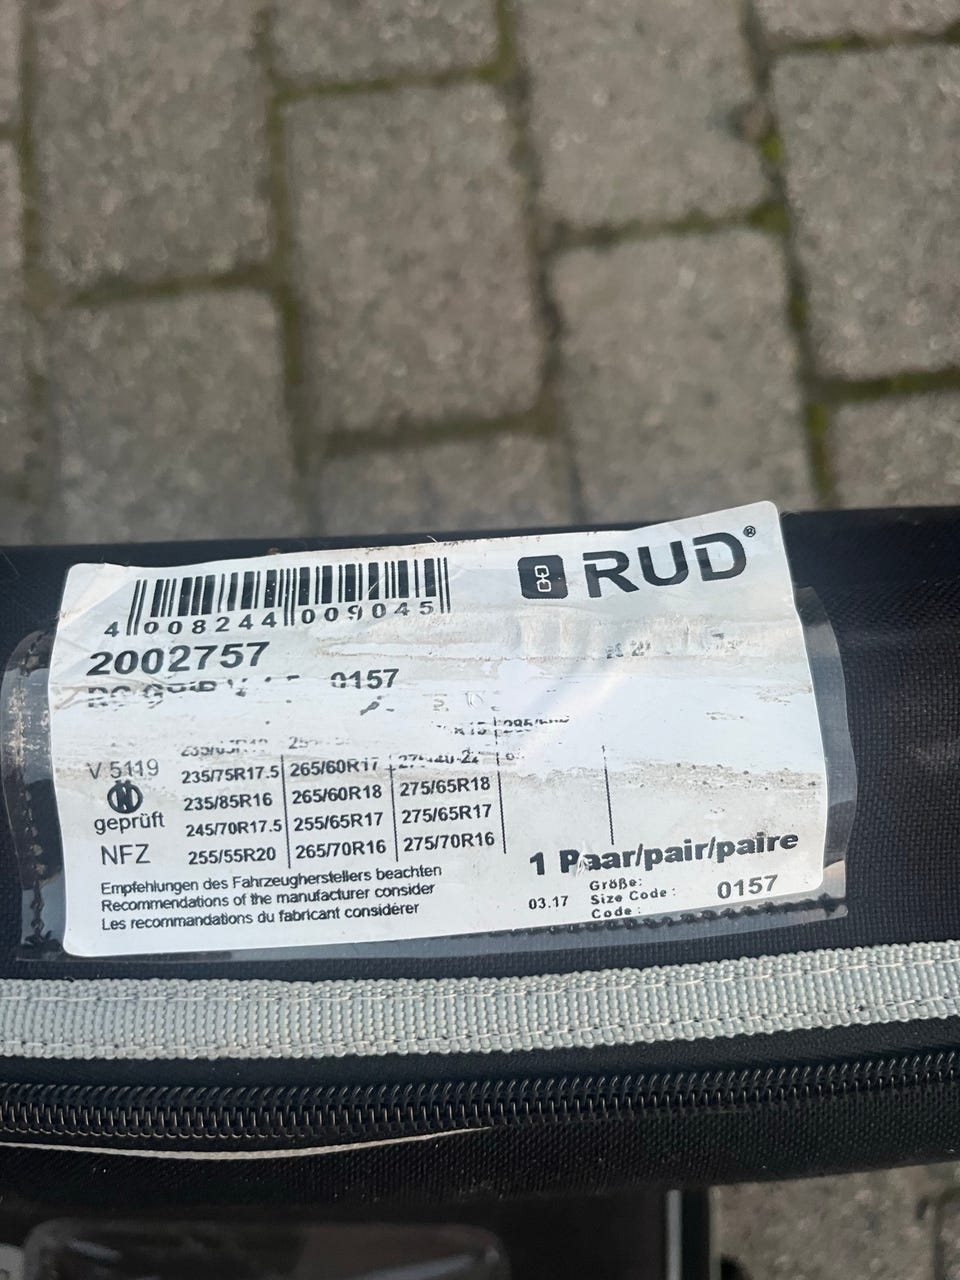 RUD®
4 008244 009045
2002757
0157
V 5119
geprüft
NFZ
235/75R17.5 265/60R17
235/85R16 265/60R18 275/65R18
245/70R17.5 255/65R17 275/65R17
255/55R20 265/70R16 275/70R16
Empfehlungen des Fahrzeugherstellers beachten
Recommendations of the manufacturer consider
Les recommandations du fabricant considérer
1 Paar/pair/paire
03.17
Größe:
Size Code : 0157
Code :